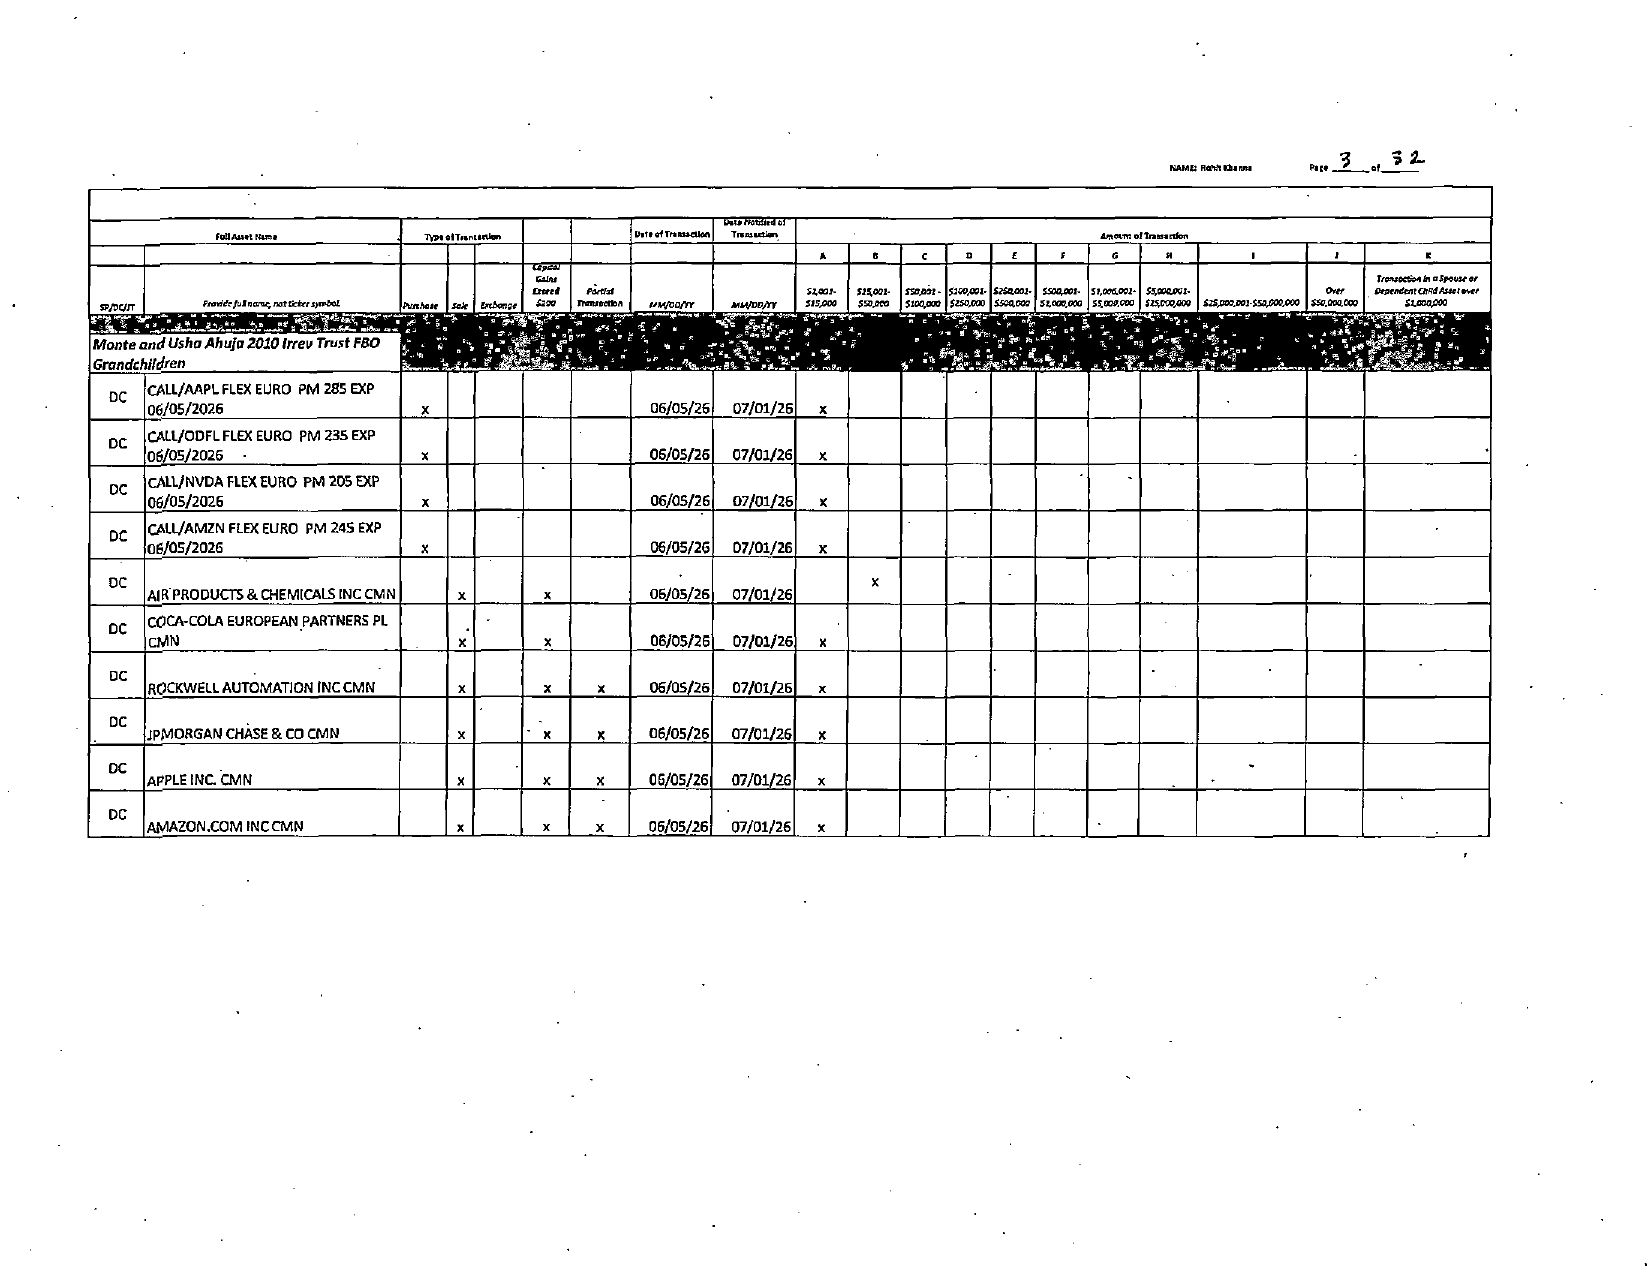 NAME: Rohit Khanna Page 3 of 32
Full Asset Name Type of Transaction Date of Transaction Date Notified of Transaction Amount of Transaction
A B C D E F G H I J K
SP/DC/JT Provide full name, not ticker symbol. Purchase Sale Exchange Capital Gains Exceed $200 Partial Transaction MM/DD/YY MM/DD/YY $1,001-$15,000 $15,001-$50,000 $50,001-$100,000 $100,001-$250,000 $250,001-$500,000 $500,001-$1,000,000 $1,000,001-$5,000,000 $5,000,001-$25,000,000 $25,000,001-$50,000,000 Over $50,000,000 Transaction in a Spouse or Dependent Child Asset over $1,000,000
Monte and Usha Ahuja 2010 Irrev Trust FBO
Grandchildren
DC CALL/AAPL FLEX EURO PM 285 EXP
06/05/2026 x 06/05/26 07/01/26 x
DC CALL/ODFL FLEX EURO PM 235 EXP
06/05/2026 x 06/05/26 07/01/26 x
DC CALL/NVDA FLEX EURO PM 205 EXP
06/05/2026 x 06/05/26 07/01/26 x
DC CALL/AMZN FLEX EURO PM 245 EXP
06/05/2026 x 06/05/26 07/01/26 x
DC AIR PRODUCTS & CHEMICALS INC CMN x x 06/05/26 07/01/26 x
DC COCA-COLA EUROPEAN PARTNERS PL
CMN x x 06/05/26 07/01/26 x
DC ROCKWELL AUTOMATION INC CMN x x x 06/05/26 07/01/26 x
DC JPMORGAN CHASE & CO CMN x x x 06/05/26 07/01/26 x
DC APPLE INC. CMN x x x 06/05/26 07/01/26 x
DC AMAZON.COM INC CMN x x x 06/05/26 07/01/26 x